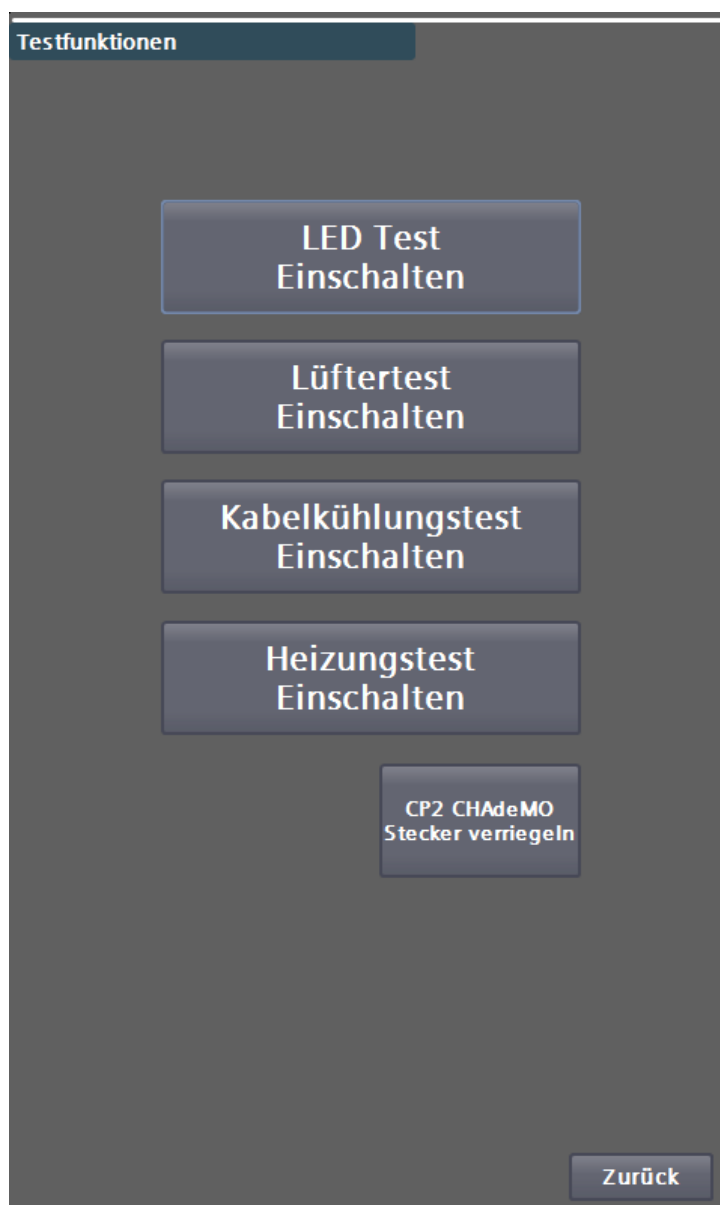 Testfunktionen
LED Test
Einschalten
Lüftertest
Einschalten
Kabelkühlungstest
Einschalten
Heizungstest
Einschalten
CP2 CHAdeMO
Stecker verriegeln
Zurück